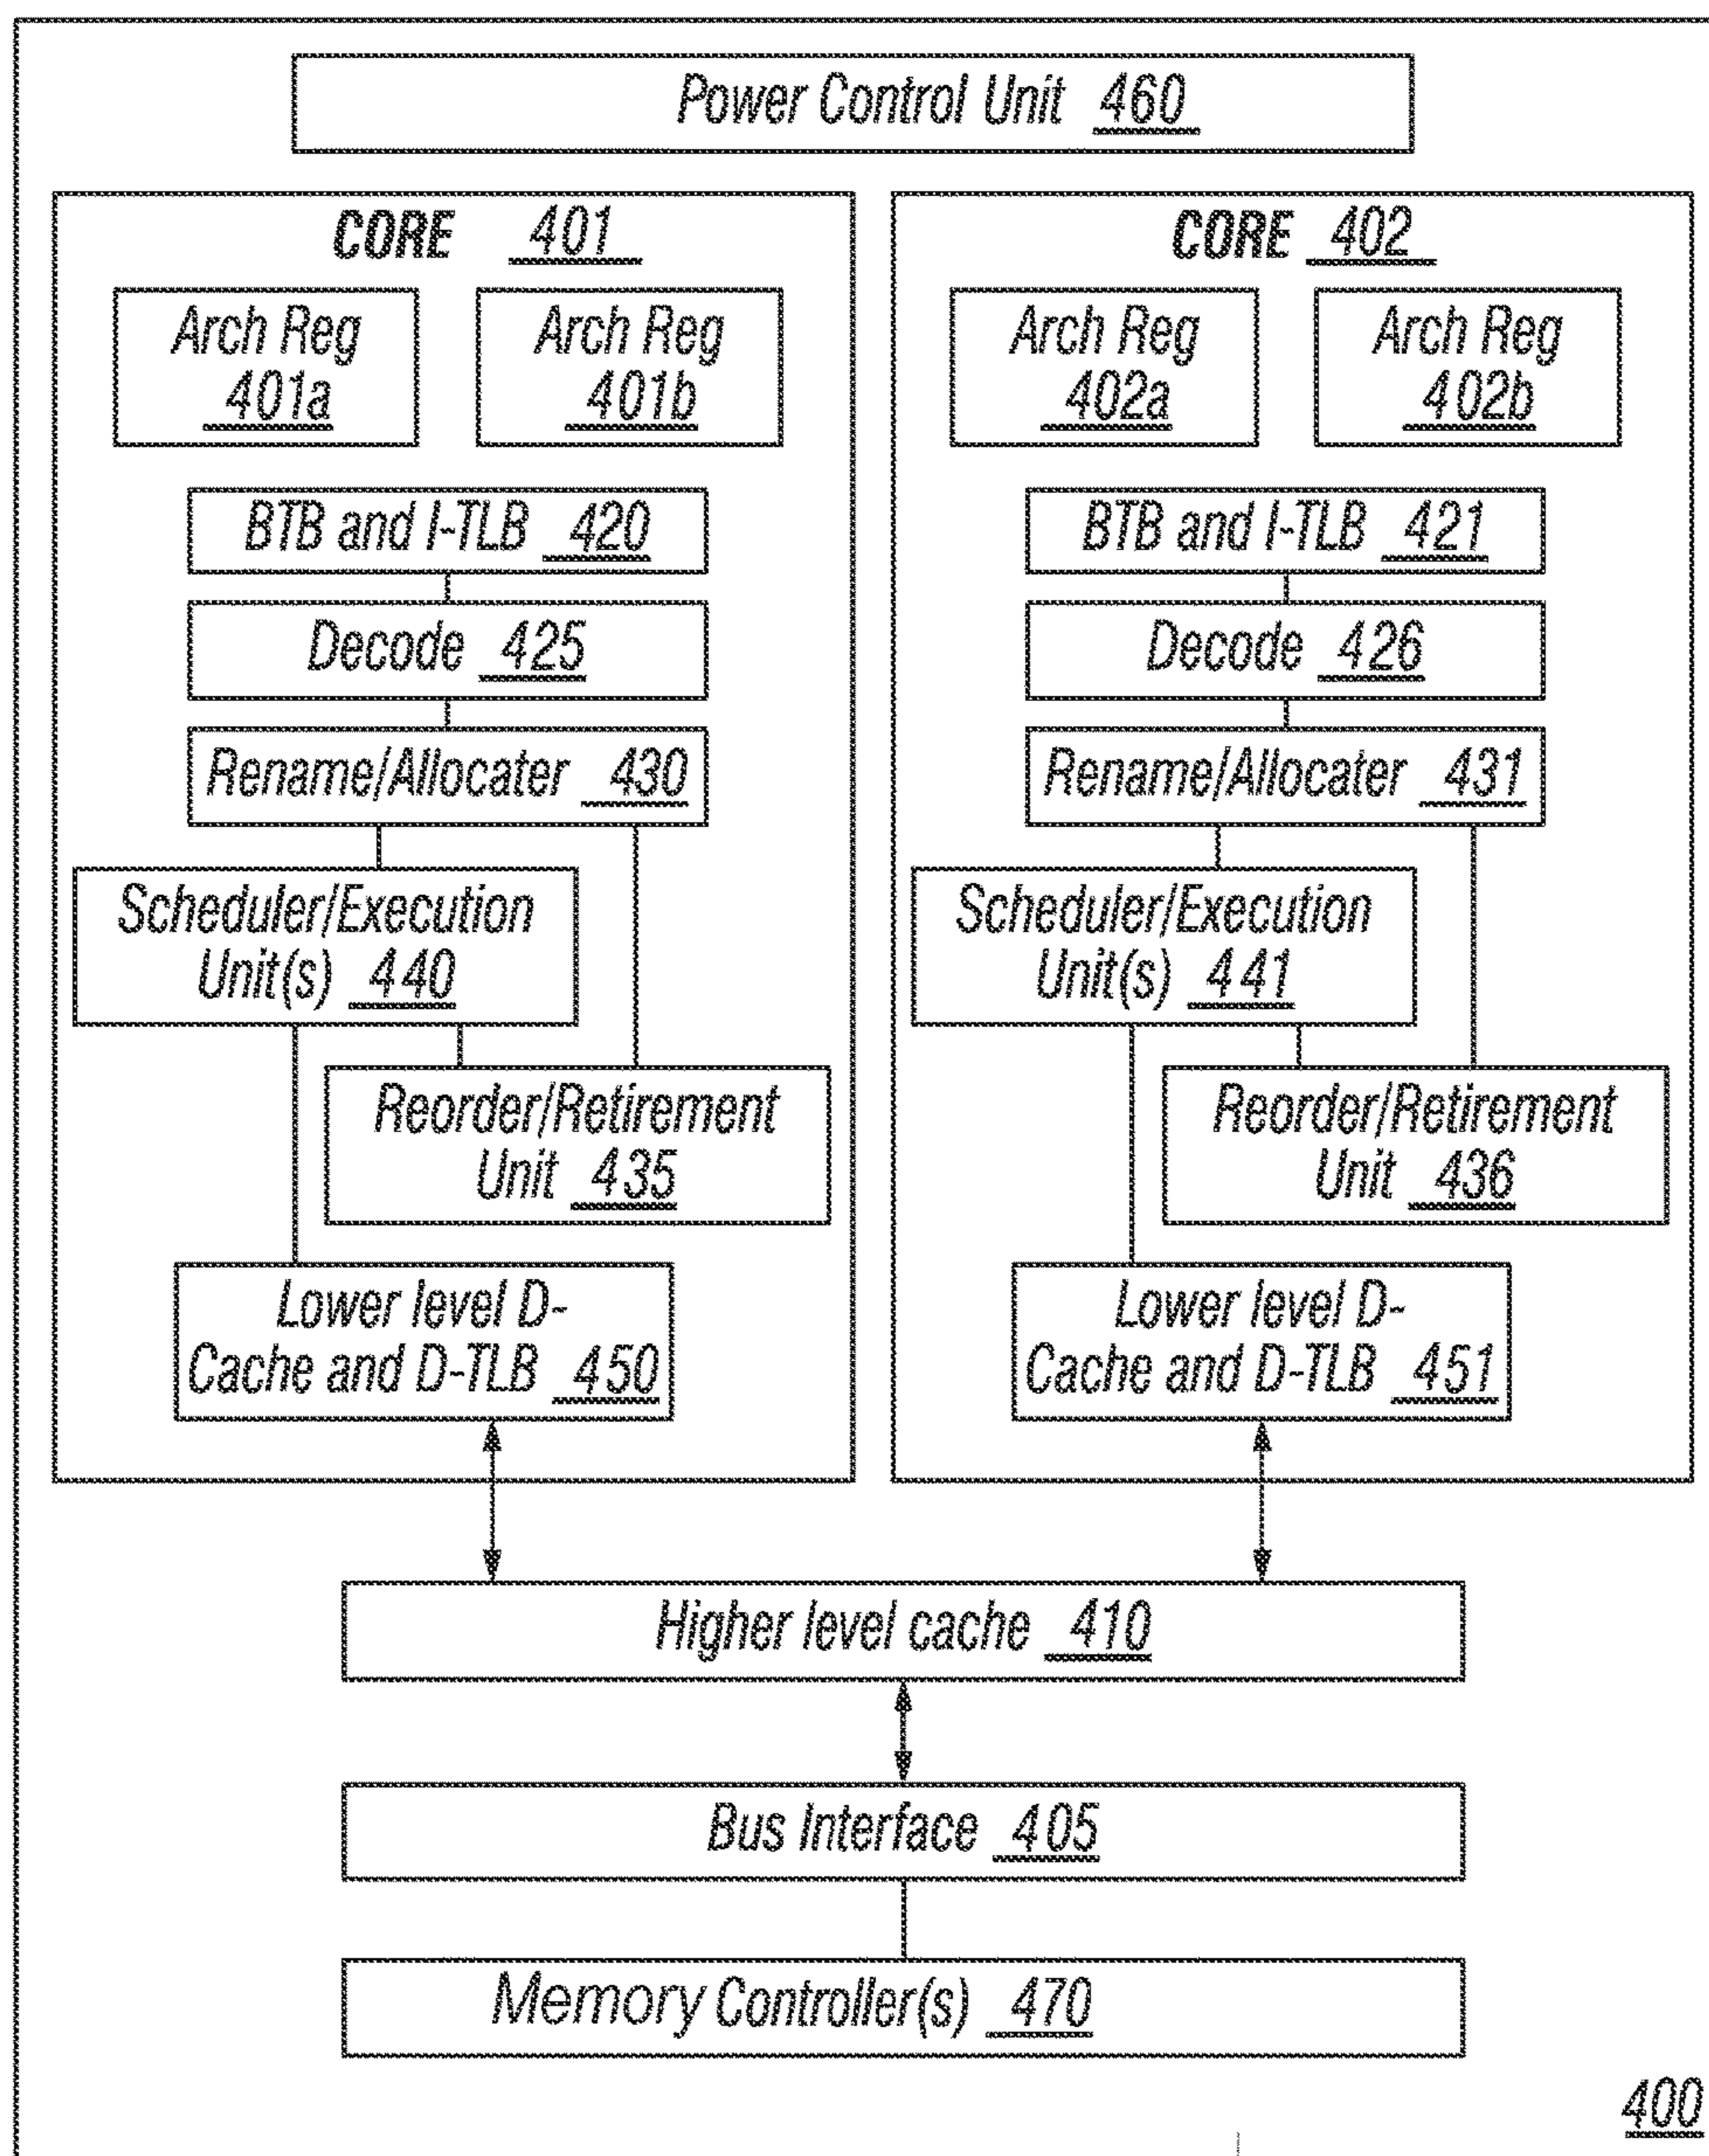 Power Control Unit 460
CORE 401
Arch Reg
401a
Arch Reg
401b
BTB and I-TLB 420
Decode 425
Rename/Allocater 430
Scheduler/Execution
Unit(s) 440
Reorder/Retirement
Unit 435
Lower level D-
Cache and D-TLB 450
CORE 402
Arch Reg
402a
Arch Reg
402b
BTB and I-TLB 421
Decode 426
Rename/Allocater 431
Scheduler/Execution
Unit(s) 441
Reorder/Retirement
Unit 436
Lower level D-
Cache and D-TLB 451
Higher level cache 410
Bus Interface 405
Memory Controller(s) 470
400